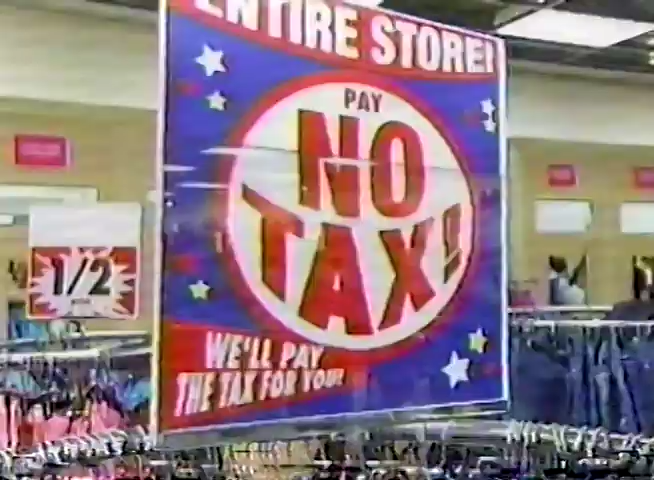 ENTIRE STORE!
PAY
NO
TAX!
WE'LL PAY
THE TAX FOR YOU!
1/2